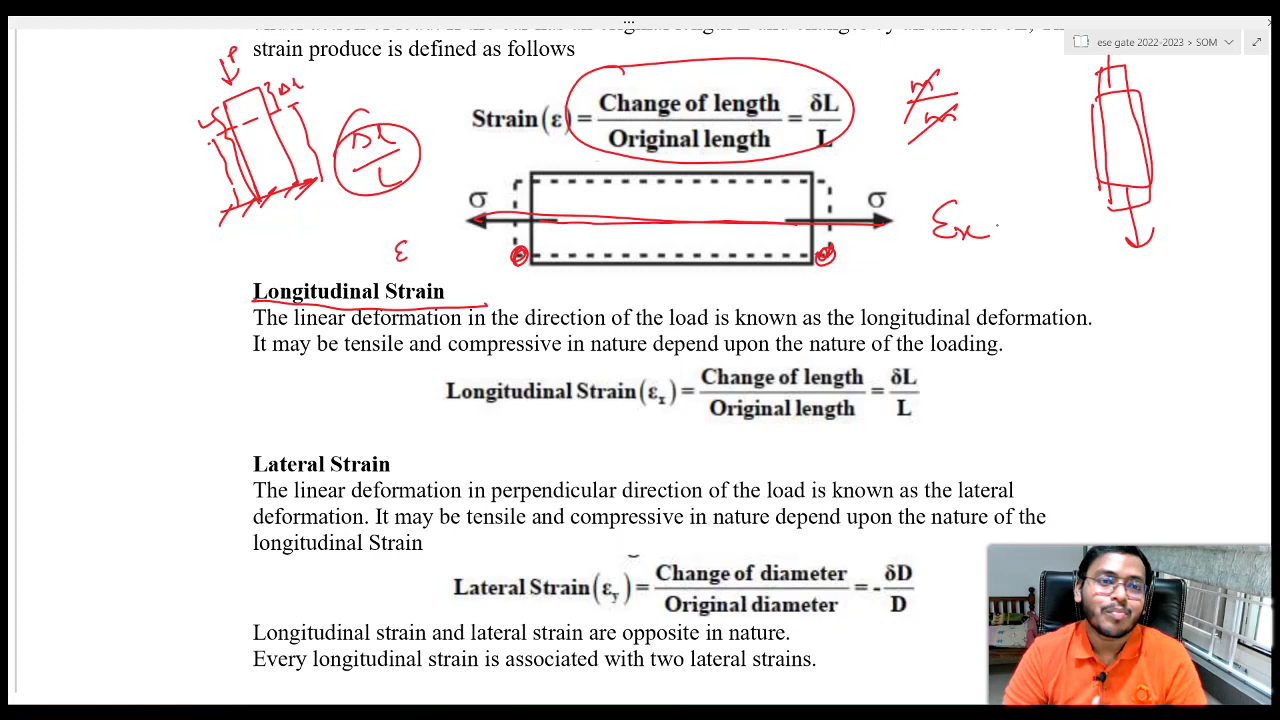 ese gate 2022-2023 > SOM
strain produce is defined as follows
P
ΔL
Strain(ε) = Change of length / Original length = δL / L
m / m
ΔL / L
σ
σ
εx
ε
Longitudinal Strain
The linear deformation in the direction of the load is known as the longitudinal deformation.
It may be tensile and compressive in nature depend upon the nature of the loading.
Longitudinal Strain(εx) = Change of length / Original length = δL / L
Lateral Strain
The linear deformation in perpendicular direction of the load is known as the lateral
deformation. It may be tensile and compressive in nature depend upon the nature of the
longitudinal Strain
Lateral Strain(εy) = Change of diameter / Original diameter = - δD / D
Longitudinal strain and lateral strain are opposite in nature.
Every longitudinal strain is associated with two lateral strains.